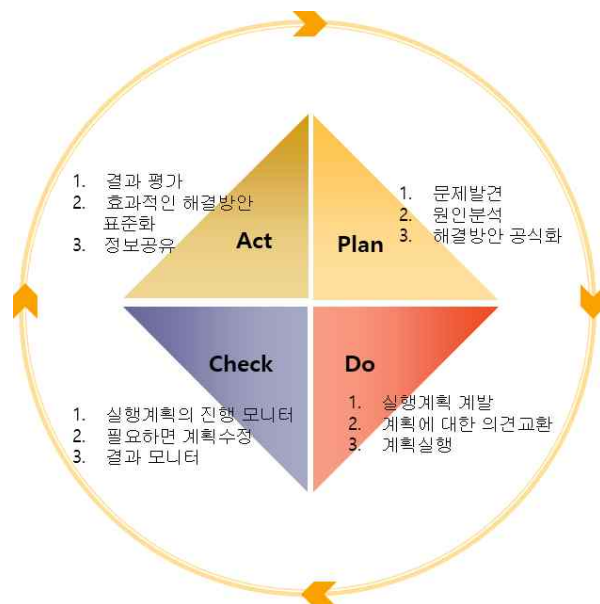 1. 결과 평가
2. 효과적인 해결방안
표준화
3. 정보공유
Act
1. 문제발견
2. 원인분석
3. 해결방안 공식화
Plan
Check
1. 실행계획의 진행 모니터
2. 필요하면 계획수정
3. 결과 모니터
Do
1. 실행계획 계발
2. 계획에 대한 의견교환
3. 계획실행